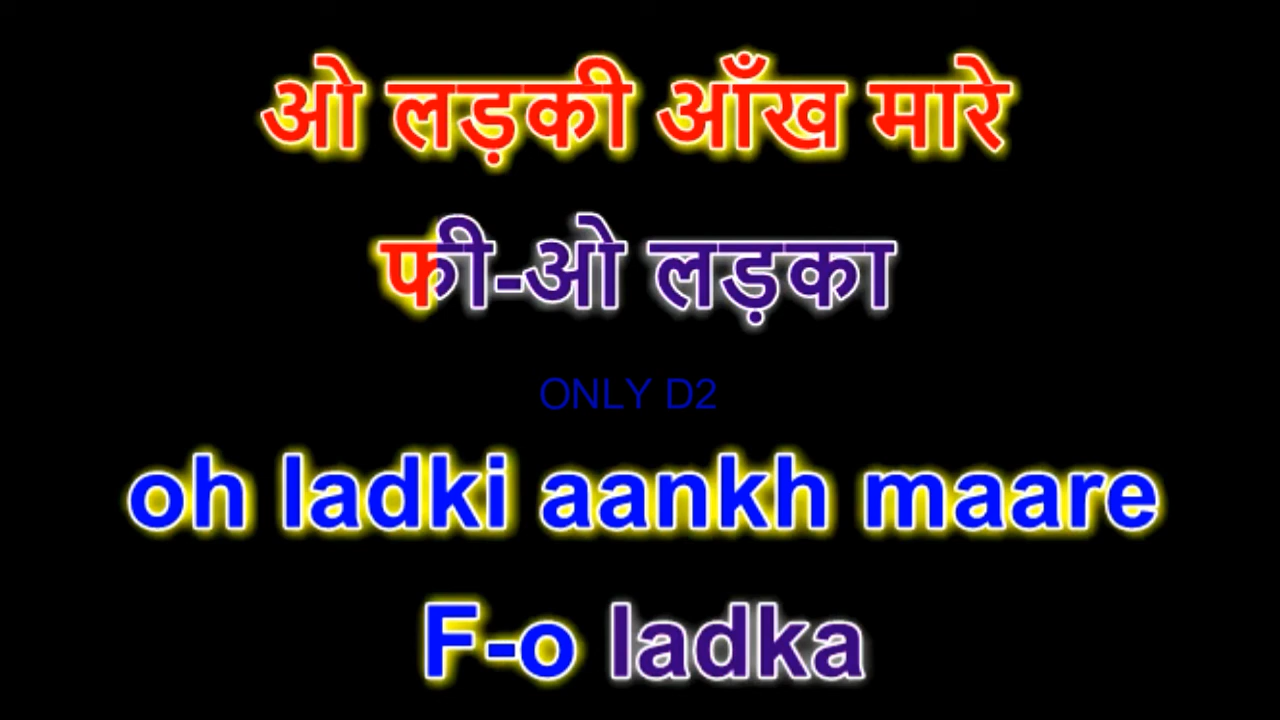 ओ लड़की आँख मारे
फी-ओ लड़का
ONLY D2
oh ladki aankh maare
F-o ladka